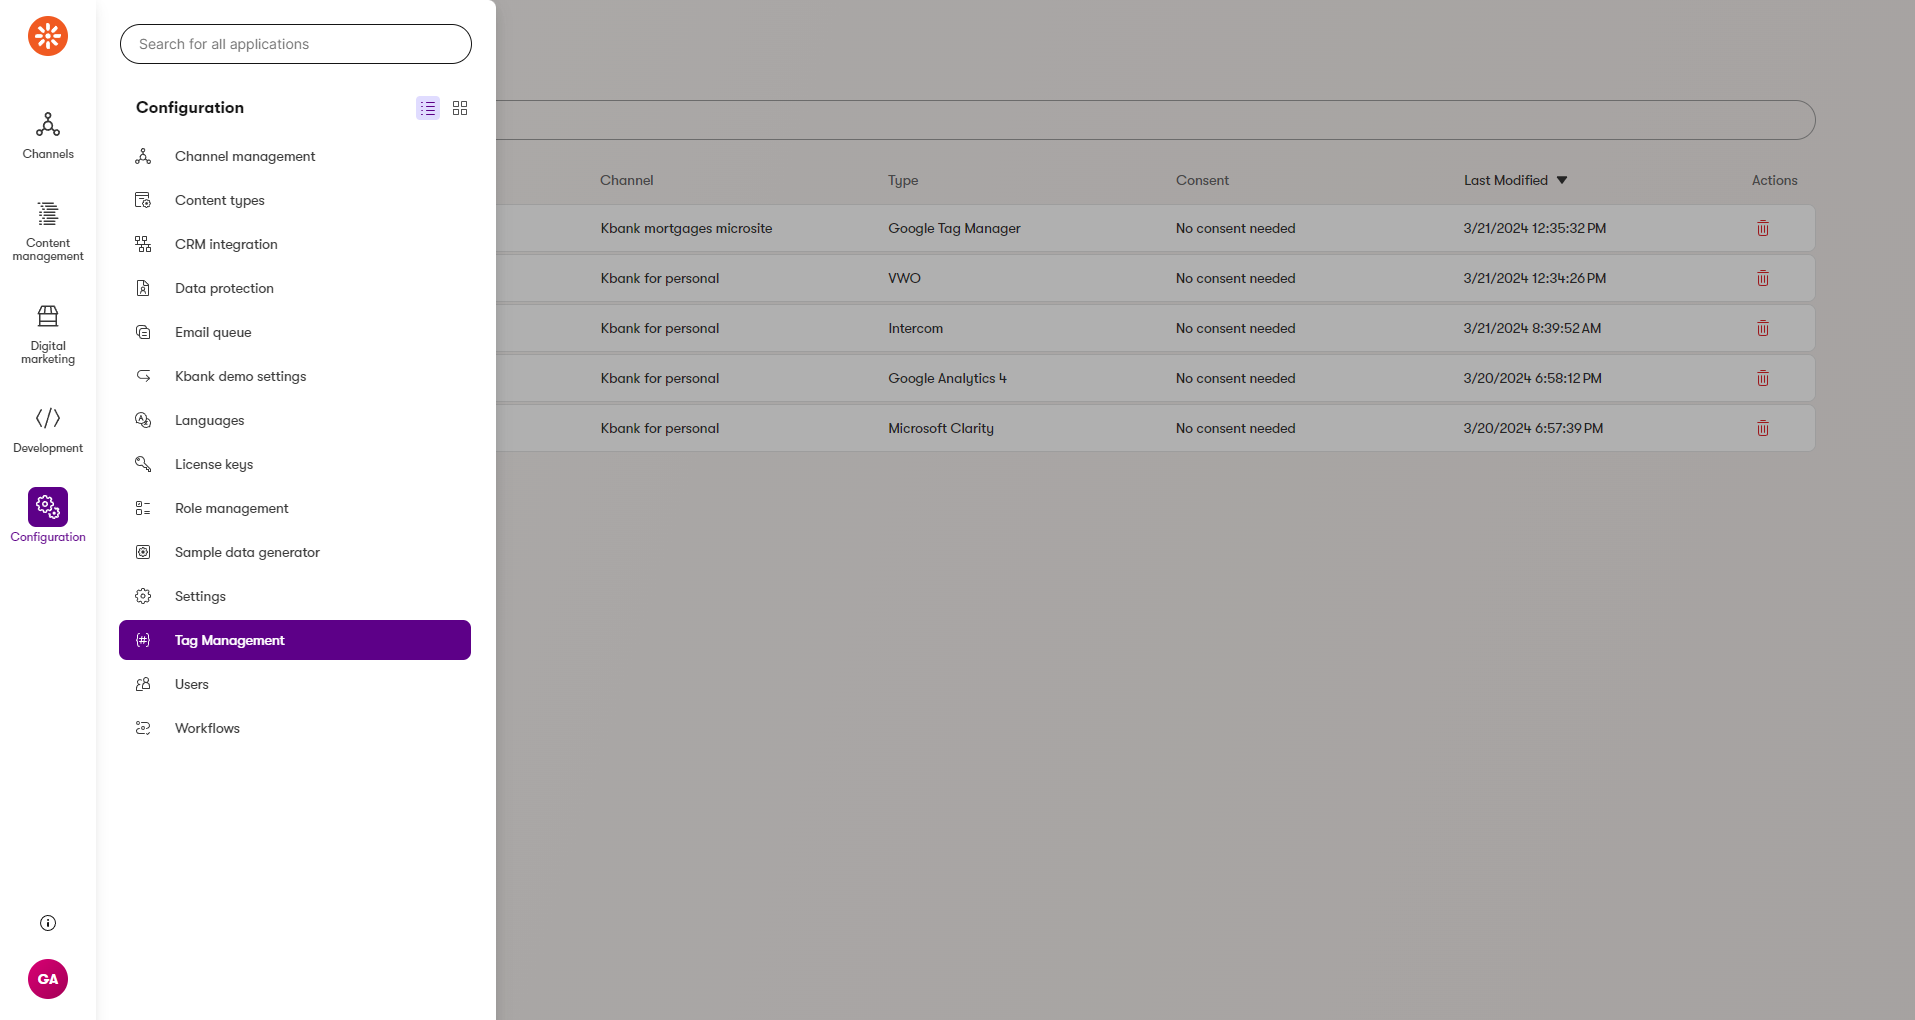 Search for all applications
Configuration
Channel management
Content types
CRM integration
Data protection
Email queue
Kbank demo settings
Languages
License keys
Role management
Sample data generator
Settings
Tag Management
Users
Workflows
Channels
Content
management
Digital
marketing
Development
Configuration
GA
Channel Type Consent Last Modified Actions
Kbank mortgages microsite Google Tag Manager No consent needed 3/21/2024 12:35:32 PM
Kbank for personal VWO No consent needed 3/21/2024 12:34:26 PM
Kbank for personal Intercom No consent needed 3/21/2024 8:39:52 AM
Kbank for personal Google Analytics 4 No consent needed 3/20/2024 6:58:12 PM
Kbank for personal Microsoft Clarity No consent needed 3/20/2024 6:57:39 PM